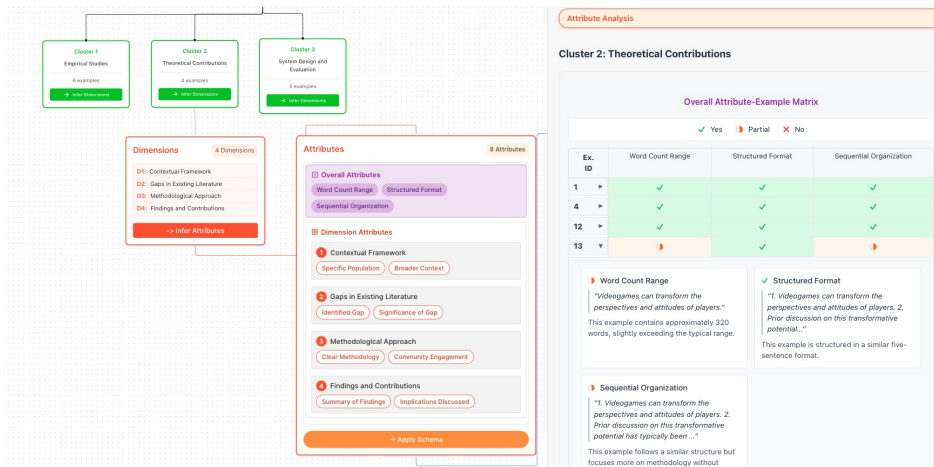 Cluster 1
Empirical Studies
6 examples
→ Infer Dimensions
Cluster 2
Theoretical Contributions
4 examples
→ Infer Dimensions
Cluster 3
System Design and
Evaluation
5 examples
→ Infer Dimensions
Dimensions
4 Dimensions
D1: Contextual Framework
D2: Gaps in Existing Literature
D3: Methodological Approach
D4: Findings and Contributions
-> Infer Attributes
Attributes
8 Attributes
Overall Attributes
Word Count Range
Structured Format
Sequential Organization
Dimension Attributes
1 Contextual Framework
Specific Population
Broader Context
2 Gaps in Existing Literature
Identified Gap
Significance of Gap
3 Methodological Approach
Clear Methodology
Community Engagement
4 Findings and Contributions
Summary of Findings
Implications Discussed
→ Apply Schema
Attribute Analysis
Cluster 2: Theoretical Contributions
Overall Attribute-Example Matrix
✓ Yes Partial ✕ No
Ex. ID Word Count Range Structured Format Sequential Organization
1 ▸ ✓ ✓ ✓
4 ▸ ✓ ✓ ✓
12 ▸ ✓ ✓ ✓
13 ▾ ✓
Word Count Range
"Videogames can transform the
perspectives and attitudes of players."
This example contains approximately 320
words, slightly exceeding the typical range.
✓ Structured Format
"1. Videogames can transform the
perspectives and attitudes of players. 2.
Prior discussion on this transformative
potential..."
This example is structured in a similar five-
sentence format.
Sequential Organization
"1. Videogames can transform the
perspectives and attitudes of players. 2.
Prior discussion on this transformative
potential has typically been ..."
This example follows a similar structure but
focuses more on methodology without